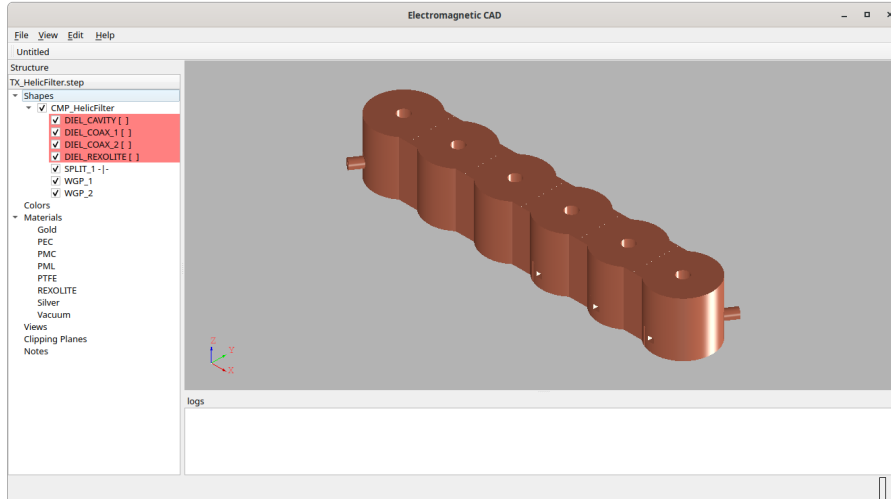 Electromagnetic CAD
File View Edit Help
Untitled
Structure
TX_HelicFilter.step
Shapes
CMP_HelicFilter
DIEL_CAVITY [ ]
DIEL_COAX_1 [ ]
DIEL_COAX_2 [ ]
DIEL_REXOLITE [ ]
SPLIT_1 -|-
WGP_1
WGP_2
Colors
Materials
Gold
PEC
PMC
PML
PTFE
REXOLITE
Silver
Vacuum
Views
Clipping Planes
Notes
Z
Y
X
logs